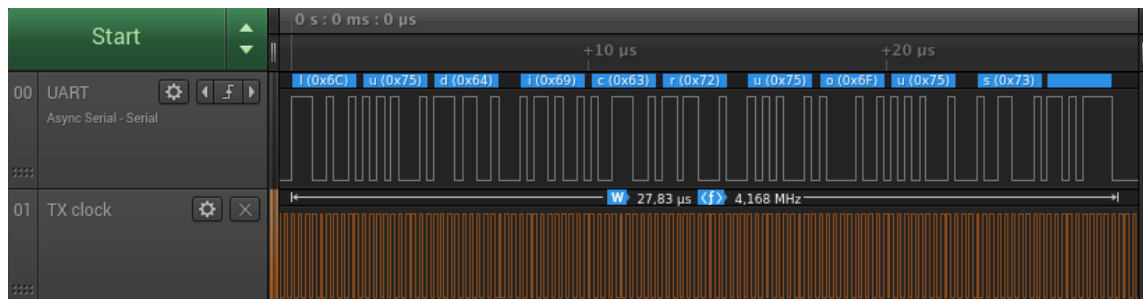 Start
0 s : 0 ms : 0 µs
+10 µs
+20 µs
00 UART
Async Serial - Serial
l (0x6C) u (0x75) d (0x64) i (0x69) c (0x63) r (0x72) u (0x75) o (0x6F) u (0x75) s (0x73)
W 27,83 µs ⟨f⟩ 4,168 MHz
01 TX clock